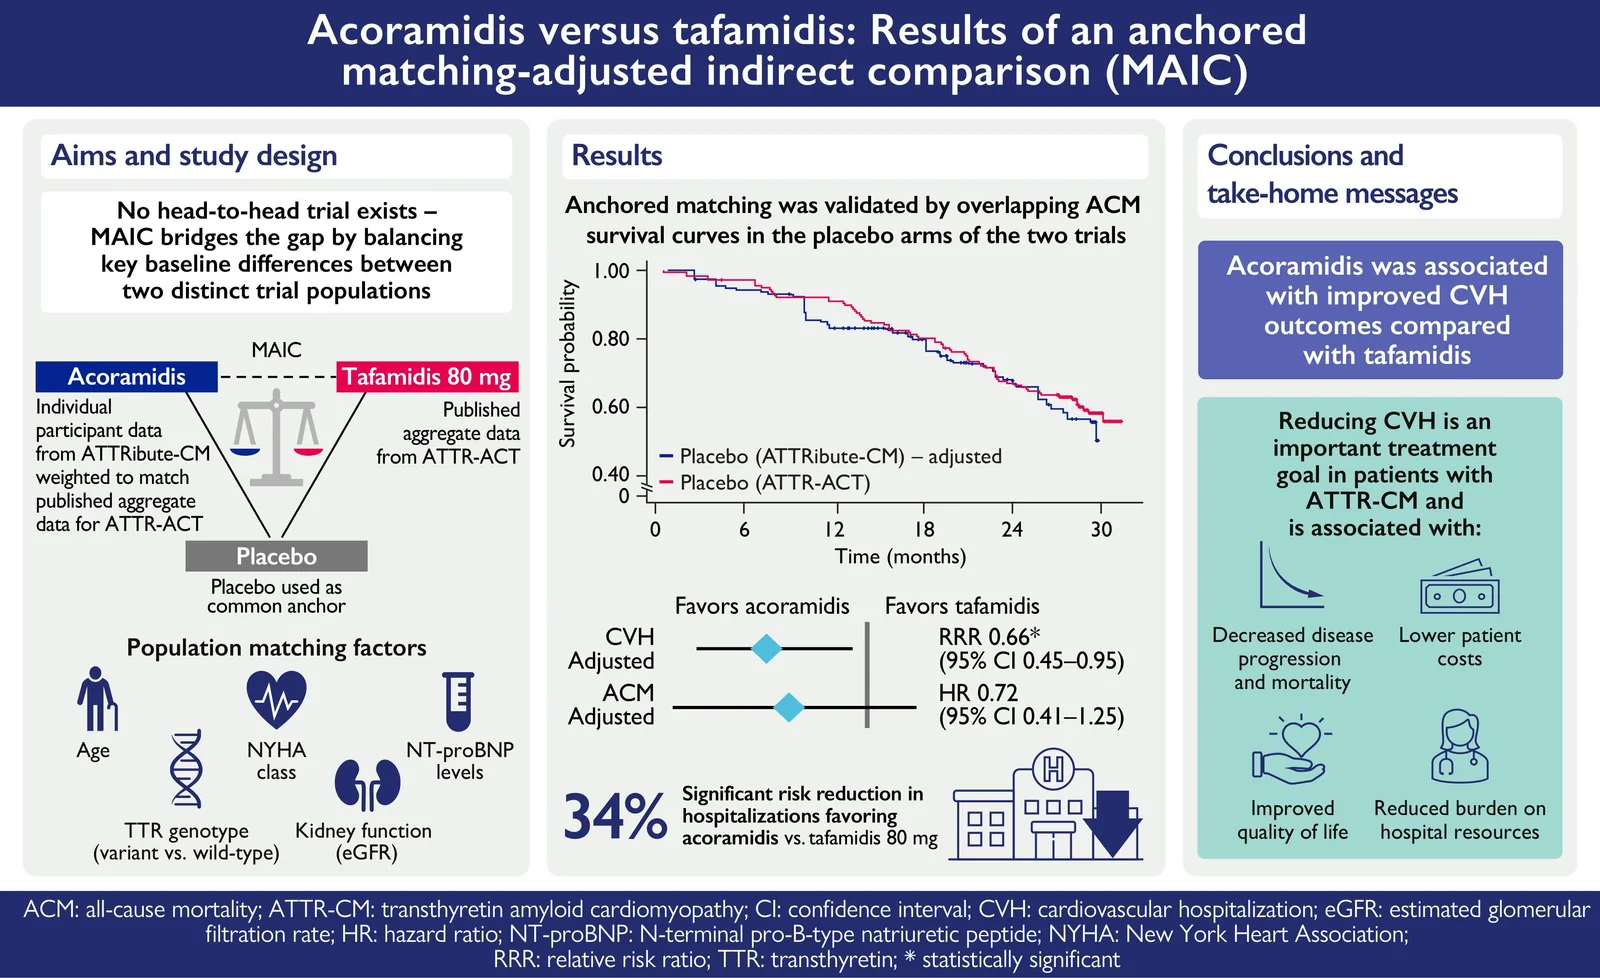 Acoramidis versus tafamidis: Results of an anchored
matching-adjusted indirect comparison (MAIC)
Aims and study design
No head-to-head trial exists –
MAIC bridges the gap by balancing
key baseline differences between
two distinct trial populations
MAIC
Acoramidis
Tafamidis 80 mg
Individual
participant data
from ATTRibute-CM
weighted to match
published aggregate
data for ATTR-ACT
Published
aggregate data
from ATTR-ACT
Placebo
Placebo used as
common anchor
Population matching factors
Age
NYHA
class
NT-proBNP
levels
TTR genotype
(variant vs. wild-type)
Kidney function
(eGFR)
Results
Anchored matching was validated by overlapping ACM
survival curves in the placebo arms of the two trials
Survival probability
1.00
0.80
0.60
0.40
0
Placebo (ATTRibute-CM) – adjusted
Placebo (ATTR-ACT)
0
6
12
18
24
30
Time (months)
Favors acoramidis
Favors tafamidis
CVH
Adjusted
RRR 0.66*
(95% CI 0.45–0.95)
ACM
Adjusted
HR 0.72
(95% CI 0.41–1.25)
34%
Significant risk reduction in
hospitalizations favoring
acoramidis vs. tafamidis 80 mg
H
Conclusions and
take-home messages
Acoramidis was associated
with improved CVH
outcomes compared
with tafamidis
Reducing CVH is an
important treatment
goal in patients with
ATTR-CM and
is associated with:
Decreased disease
progression
and mortality
Lower patient
costs
Improved
quality of life
Reduced burden on
hospital resources
ACM: all-cause mortality; ATTR-CM: transthyretin amyloid cardiomyopathy; CI: confidence interval; CVH: cardiovascular hospitalization; eGFR: estimated glomerular
filtration rate; HR: hazard ratio; NT-proBNP: N-terminal pro-B-type natriuretic peptide; NYHA: New York Heart Association;
RRR: relative risk ratio; TTR: transthyretin; * statistically significant